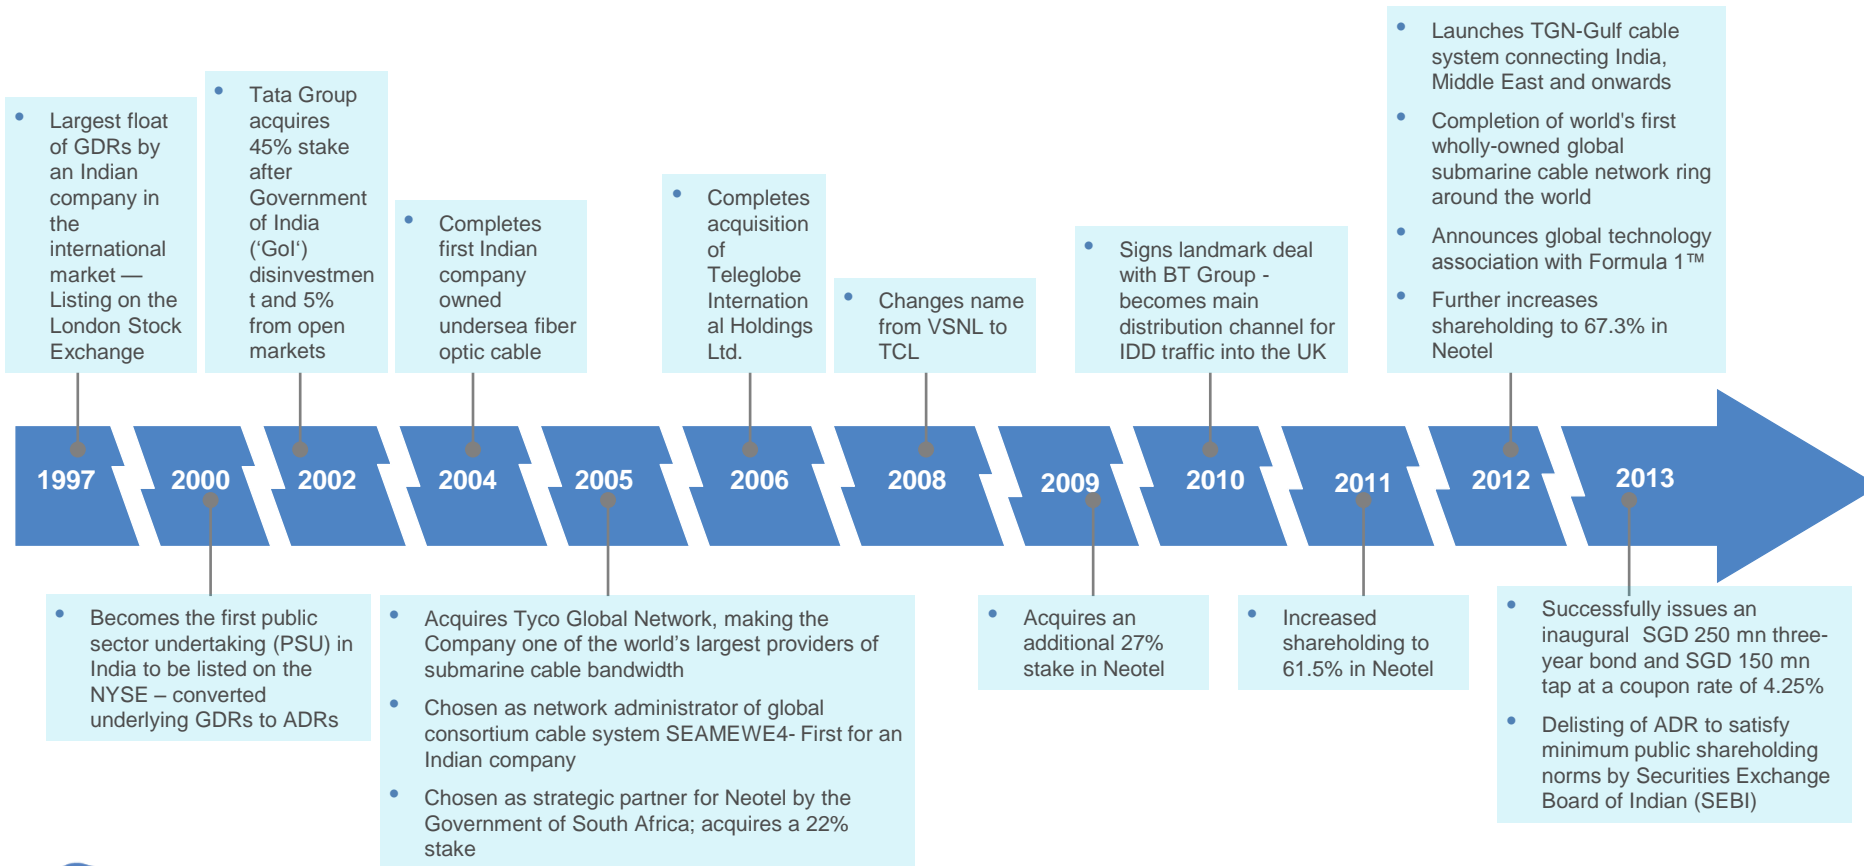 Largest float
of GDRs by
an Indian
company in
the
international
market —
Listing on the
London Stock
Exchange
Tata Group
acquires
45% stake
after
Government
of India
(‘GoI‘)
disinvestmen
t and 5%
from open
markets
Completes
first Indian
company
owned
undersea fiber
optic cable
Completes
acquisition
of
Teleglobe
Internation
al Holdings
Ltd.
Changes name
from VSNL to
TCL
Signs landmark deal
with BT Group -
becomes main
distribution channel for
IDD traffic into the UK
Launches TGN-Gulf cable
system connecting India,
Middle East and onwards
Completion of world's first
wholly-owned global
submarine cable network ring
around the world
Announces global technology
association with Formula 1™
Further increases
shareholding to 67.3% in
Neotel
1997
2000
2002
2004
2005
2006
2008
2009
2010
2011
2012
2013
Becomes the first public
sector undertaking (PSU) in
India to be listed on the
NYSE – converted
underlying GDRs to ADRs
Acquires Tyco Global Network, making the
Company one of the world’s largest providers of
submarine cable bandwidth
Chosen as network administrator of global
consortium cable system SEAMEWE4- First for an
Indian company
Chosen as strategic partner for Neotel by the
Government of South Africa; acquires a 22%
stake
Acquires an
additional 27%
stake in Neotel
Increased
shareholding to
61.5% in Neotel
Successfully issues an
inaugural SGD 250 mn three-
year bond and SGD 150 mn
tap at a coupon rate of 4.25%
Delisting of ADR to satisfy
minimum public shareholding
norms by Securities Exchange
Board of Indian (SEBI)